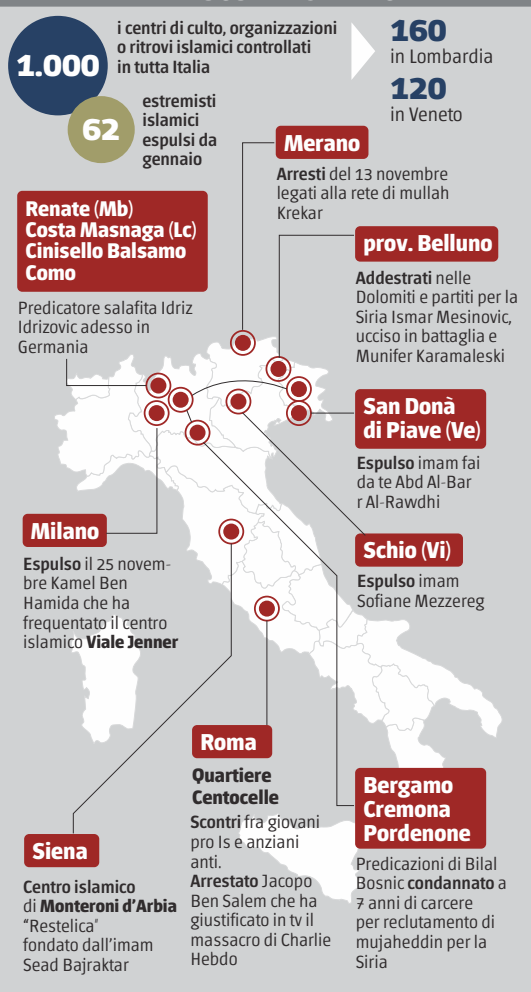 1.000
i centri di culto, organizzazioni
o ritrovi islamici controllati
in tutta Italia
160
in Lombardia
120
in Veneto
62
estremisti
islamici
espulsi da
gennaio
Merano
Arresti del 13 novembre
legati alla rete di mullah
Krekar
Renate (Mb)
Costa Masnaga (Lc)
Cinisello Balsamo
Como
Predicatore salafita Idriz
Idrizovic adesso in
Germania
prov. Belluno
Addestrati nelle
Dolomiti e partiti per la
Siria Ismar Mesinovic,
ucciso in battaglia e
Munifer Karamaleski
San Donà
di Piave (Ve)
Espulso imam fai
da te Abd Al-Bar
r Al-Rawdhi
Milano
Espulso il 25 novem-
bre Kamel Ben
Hamida che ha
frequentato il centro
islamico Viale Jenner
Schio (Vi)
Espulso imam
Sofiane Mezzereg
Roma
Quartiere
Centocelle
Scontri fra giovani
pro Is e anziani
anti.
Arrestato Jacopo
Ben Salem che ha
giustificato in tv il
massacro di Charlie
Hebdo
Bergamo
Cremona
Pordenone
Predicazioni di Bilal
Bosnic condannato a
7 anni di carcere
per reclutamento di
mujaheddin per la
Siria
Siena
Centro islamico
di Monteroni d'Arbia
"Restelica"
fondato dall'imam
Sead Bajraktar